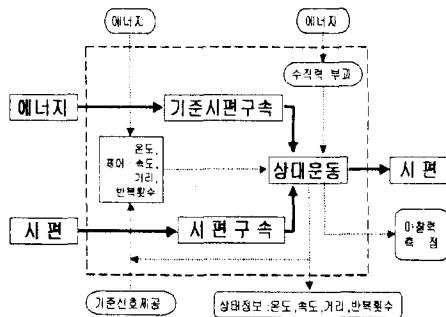 에너지
에너지
수직력 부과
에너지
기준시편구속
온도,
제어 속도,
거리
반복횟수
상대운동
시 편
시 편
시 편 구 속
마찰력
측 정
기준신호제공
상태정보 :온도,속도,거리,반복횟수